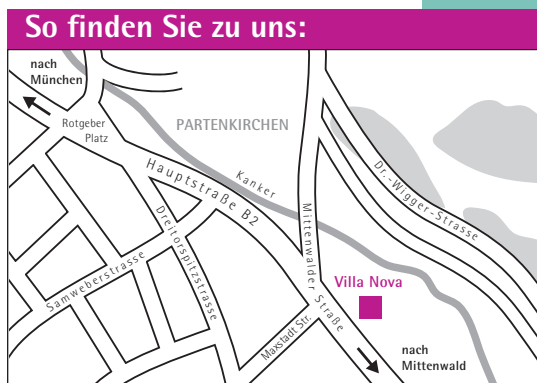 So finden Sie zu uns:
nach
München
Rotgeber
Platz
PARTENKIRCHEN
Hauptstraße B2
Kanker
Dr.-Wigger-Strasse
Dreitorspitzstrasse
Mittenwalder Straße
Samweberstrasse
Villa Nova
Maxstadt Str.
nach
Mittenwald